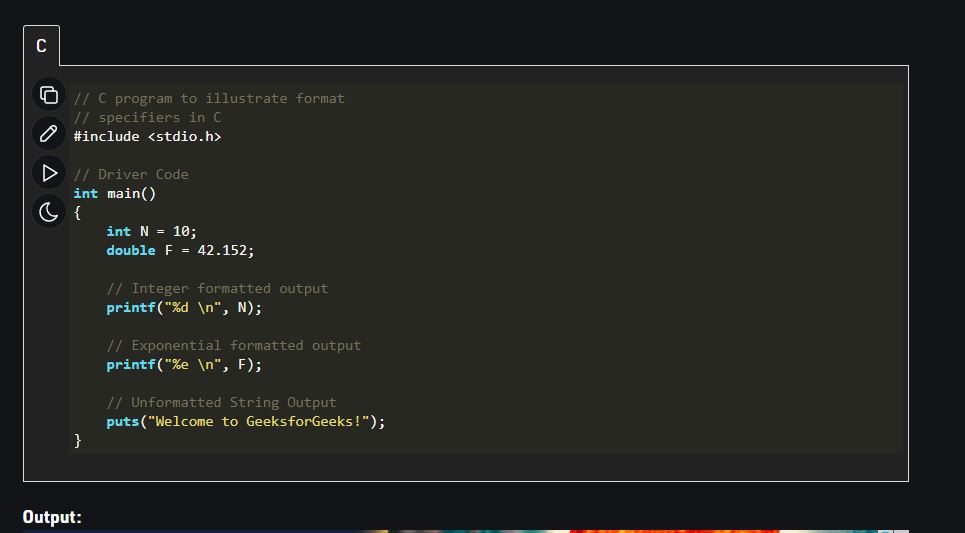 C
// C program to illustrate format
// specifiers in C
#include <stdio.h>
// Driver Code
int main()
{
    int N = 10;
    double F = 42.152;
    // Integer formatted output
    printf("%d \n", N);
    // Exponential formatted output
    printf("%e \n", F);
    // Unformatted String Output
    puts("Welcome to GeeksforGeeks!");
}
Output: